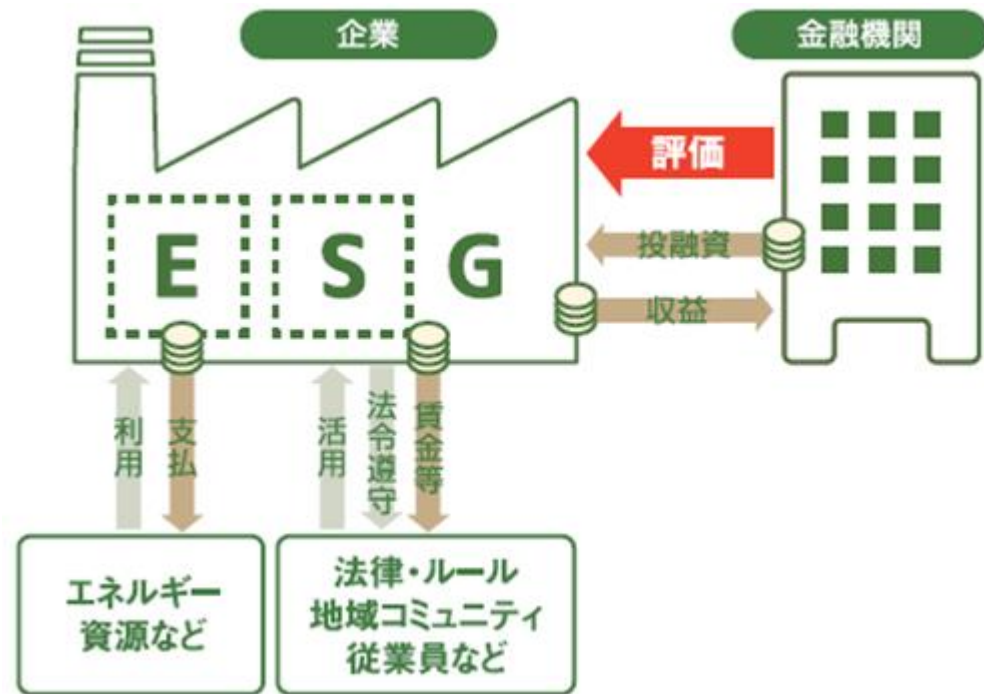 企業
金融機関
評価
E
S
G
投融資
収益
利用
支払
活用
法令遵守
賃金等
エネルギー
資源など
法律・ルール
地域コミュニティ
従業員など